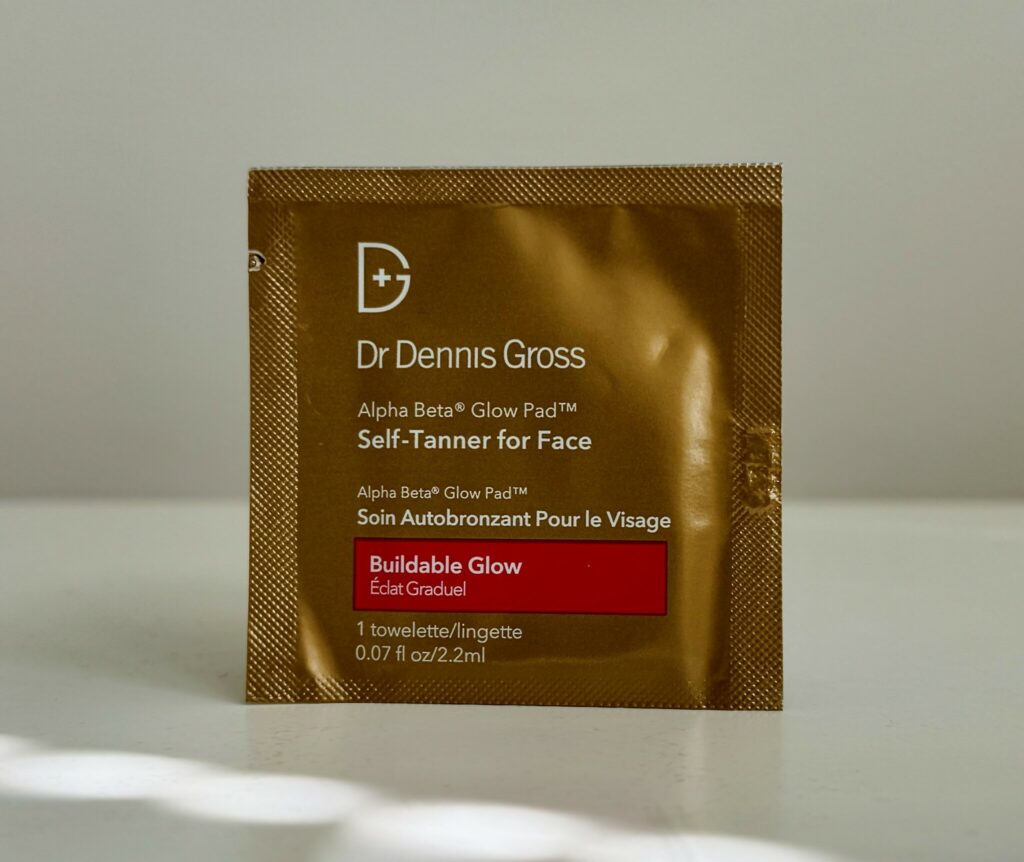 DG
Dr Dennis Gross
Alpha Beta® Glow Pad™
Self-Tanner for Face
Alpha Beta® Glow Pad™
Soin Autobronzant Pour le Visage
Buildable Glow
Éclat Graduel
1 towelette/lingette
0.07 fl oz/2.2ml